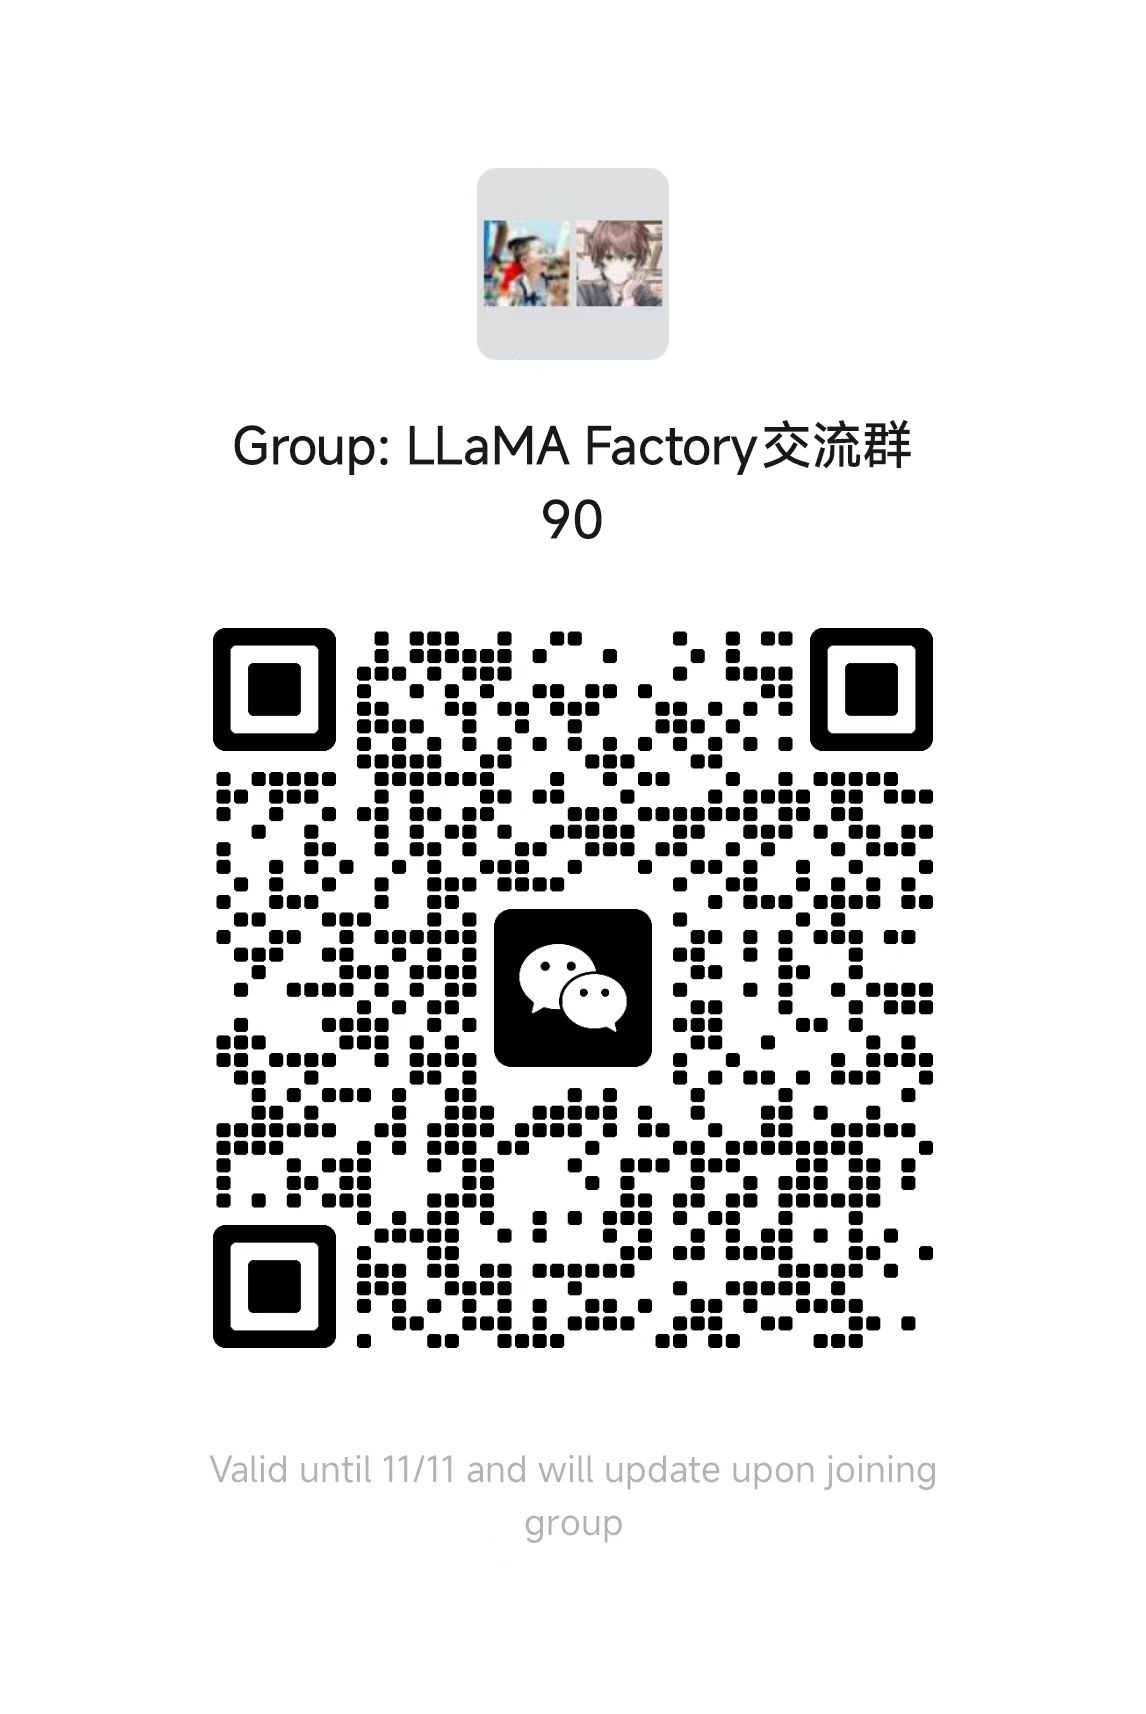 Group: LLaMA Factory交流群
90
Valid until 11/11 and will update upon joining
group